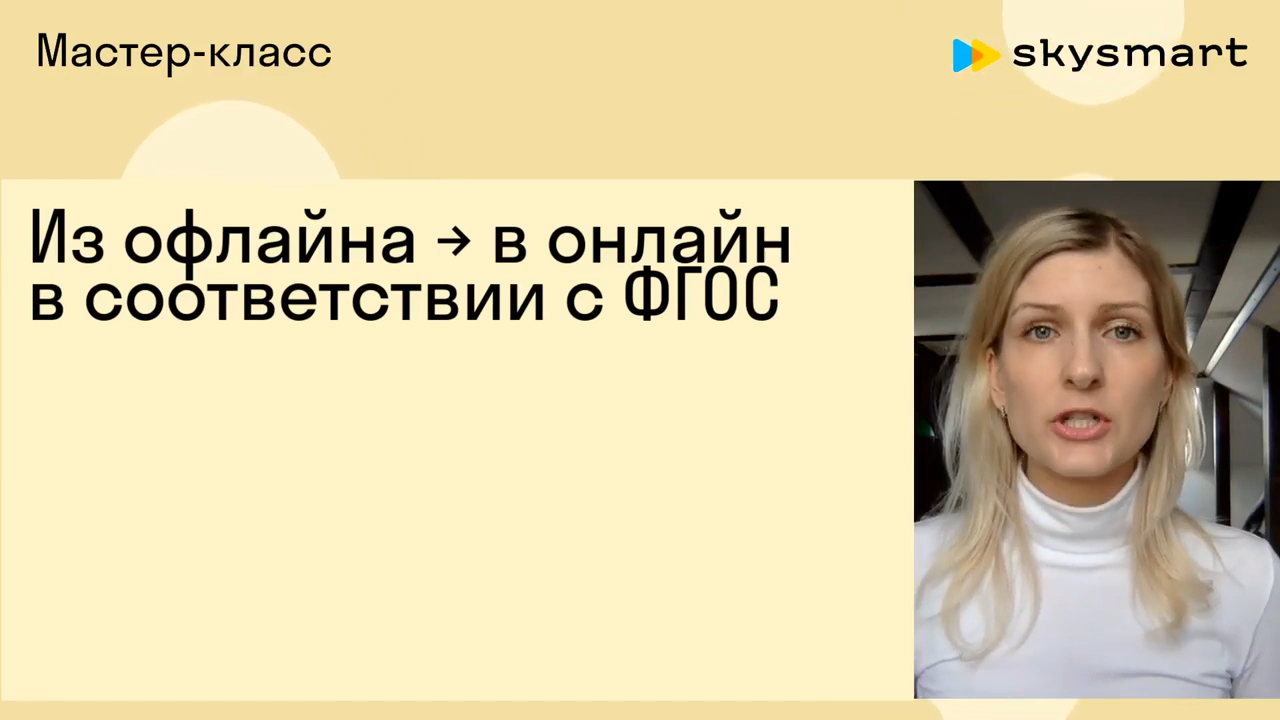 Мастер-класс
skysmart
Из офлайна → в онлайн
в соответствии с ФГОС